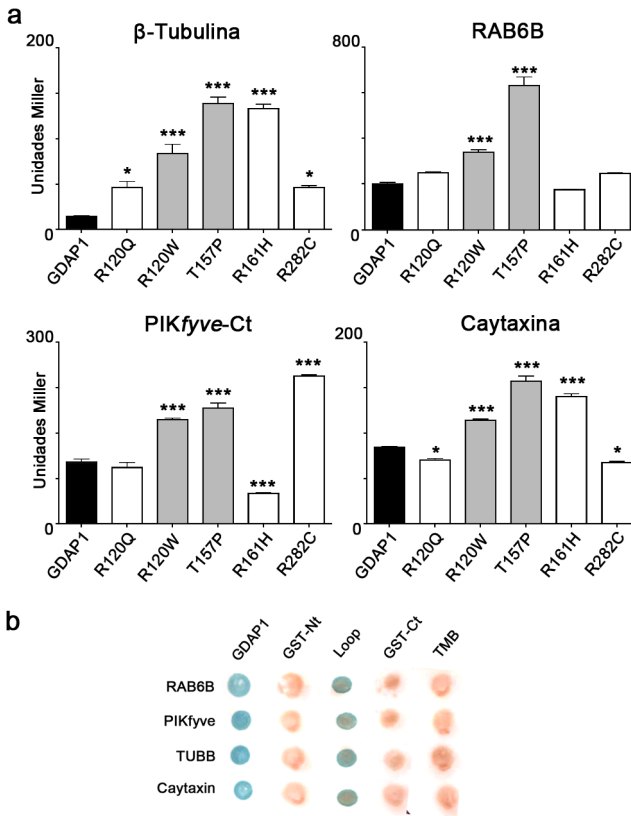 a
β-Tubulina
RAB6B
Unidades Miller
200
0
* *** *** *** *
GDAP1 R120Q R120W T157P R161H R282C
800
400
0
*** ***
GDAP1 R120Q R120W T157P R161H R282C
PIKfyve-Ct
Caytaxina
Unidades Miller
300
0
*** *** *** ***
GDAP1 R120Q R120W T157P R161H R282C
200
0
* *** *** *** *
GDAP1 R120Q R120W T157P R161H R282C
b
GDAP1 GST-Nt Loop GST-Ct TMB
RAB6B
PIKfyve
TUBB
Caytaxin